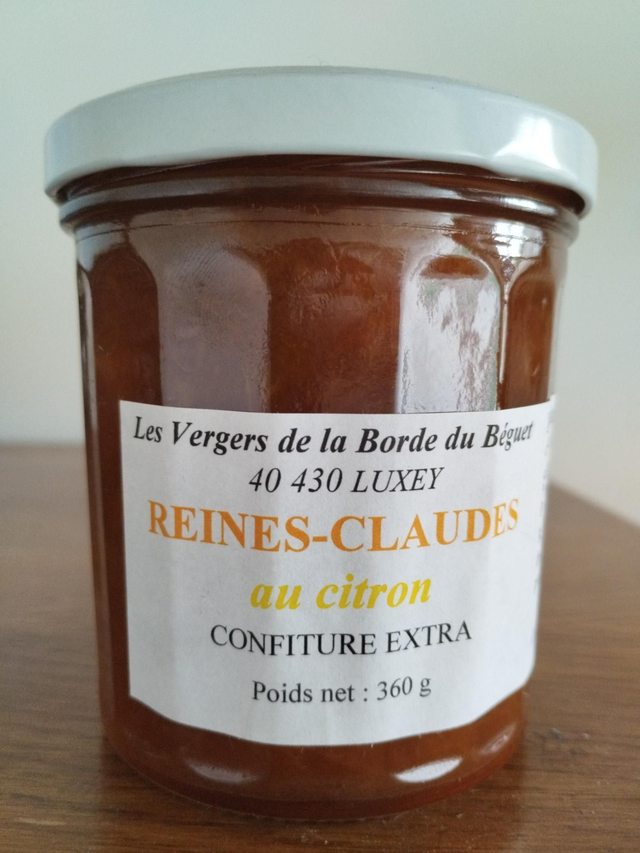 Les Vergers de la Borde du Béguet
40 430 LUXEY
REINES-CLAUDES
au citron
CONFITURE EXTRA
Poids net : 360 g